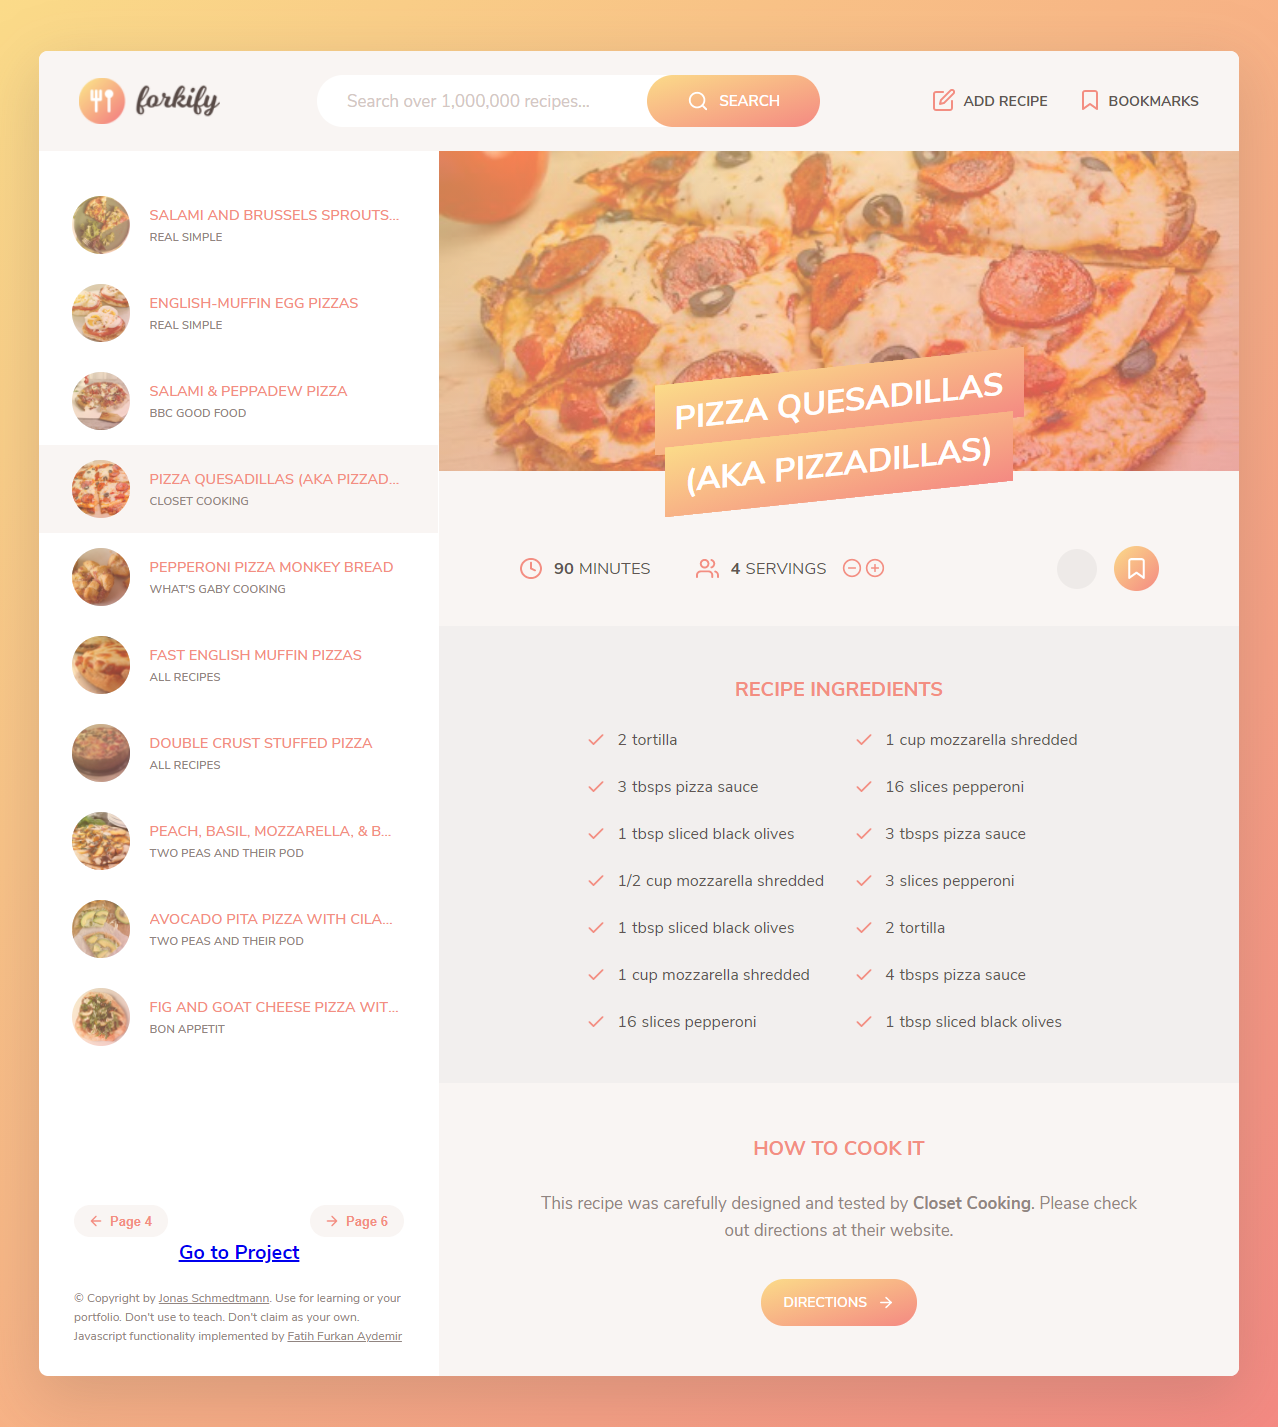 forkify
Search over 1,000,000 recipes...
SEARCH
ADD RECIPE
BOOKMARKS
SALAMI AND BRUSSELS SPROUTS...
REAL SIMPLE
ENGLISH-MUFFIN EGG PIZZAS
REAL SIMPLE
SALAMI & PEPPADEW PIZZA
BBC GOOD FOOD
PIZZA QUESADILLAS (AKA PIZZAD...
CLOSET COOKING
PEPPERONI PIZZA MONKEY BREAD
WHAT'S GABY COOKING
FAST ENGLISH MUFFIN PIZZAS
ALL RECIPES
DOUBLE CRUST STUFFED PIZZA
ALL RECIPES
PEACH, BASIL, MOZZARELLA, & B...
TWO PEAS AND THEIR POD
AVOCADO PITA PIZZA WITH CILA...
TWO PEAS AND THEIR POD
FIG AND GOAT CHEESE PIZZA WIT...
BON APPETIT
Page 4
Page 6
Go to Project
© Copyright by Jonas Schmedtmann. Use for learning or your
portfolio. Don't use to teach. Don't claim as your own.
Javascript functionality implemented by Fatih Furkan Aydemir
PIZZA QUESADILLAS
(AKA PIZZADILLAS)
90 MINUTES
4 SERVINGS
RECIPE INGREDIENTS
2 tortilla
1 cup mozzarella shredded
3 tbsps pizza sauce
16 slices pepperoni
1 tbsp sliced black olives
3 tbsps pizza sauce
1/2 cup mozzarella shredded
3 slices pepperoni
1 tbsp sliced black olives
2 tortilla
1 cup mozzarella shredded
4 tbsps pizza sauce
16 slices pepperoni
1 tbsp sliced black olives
HOW TO COOK IT
This recipe was carefully designed and tested by Closet Cooking. Please check
out directions at their website.
DIRECTIONS